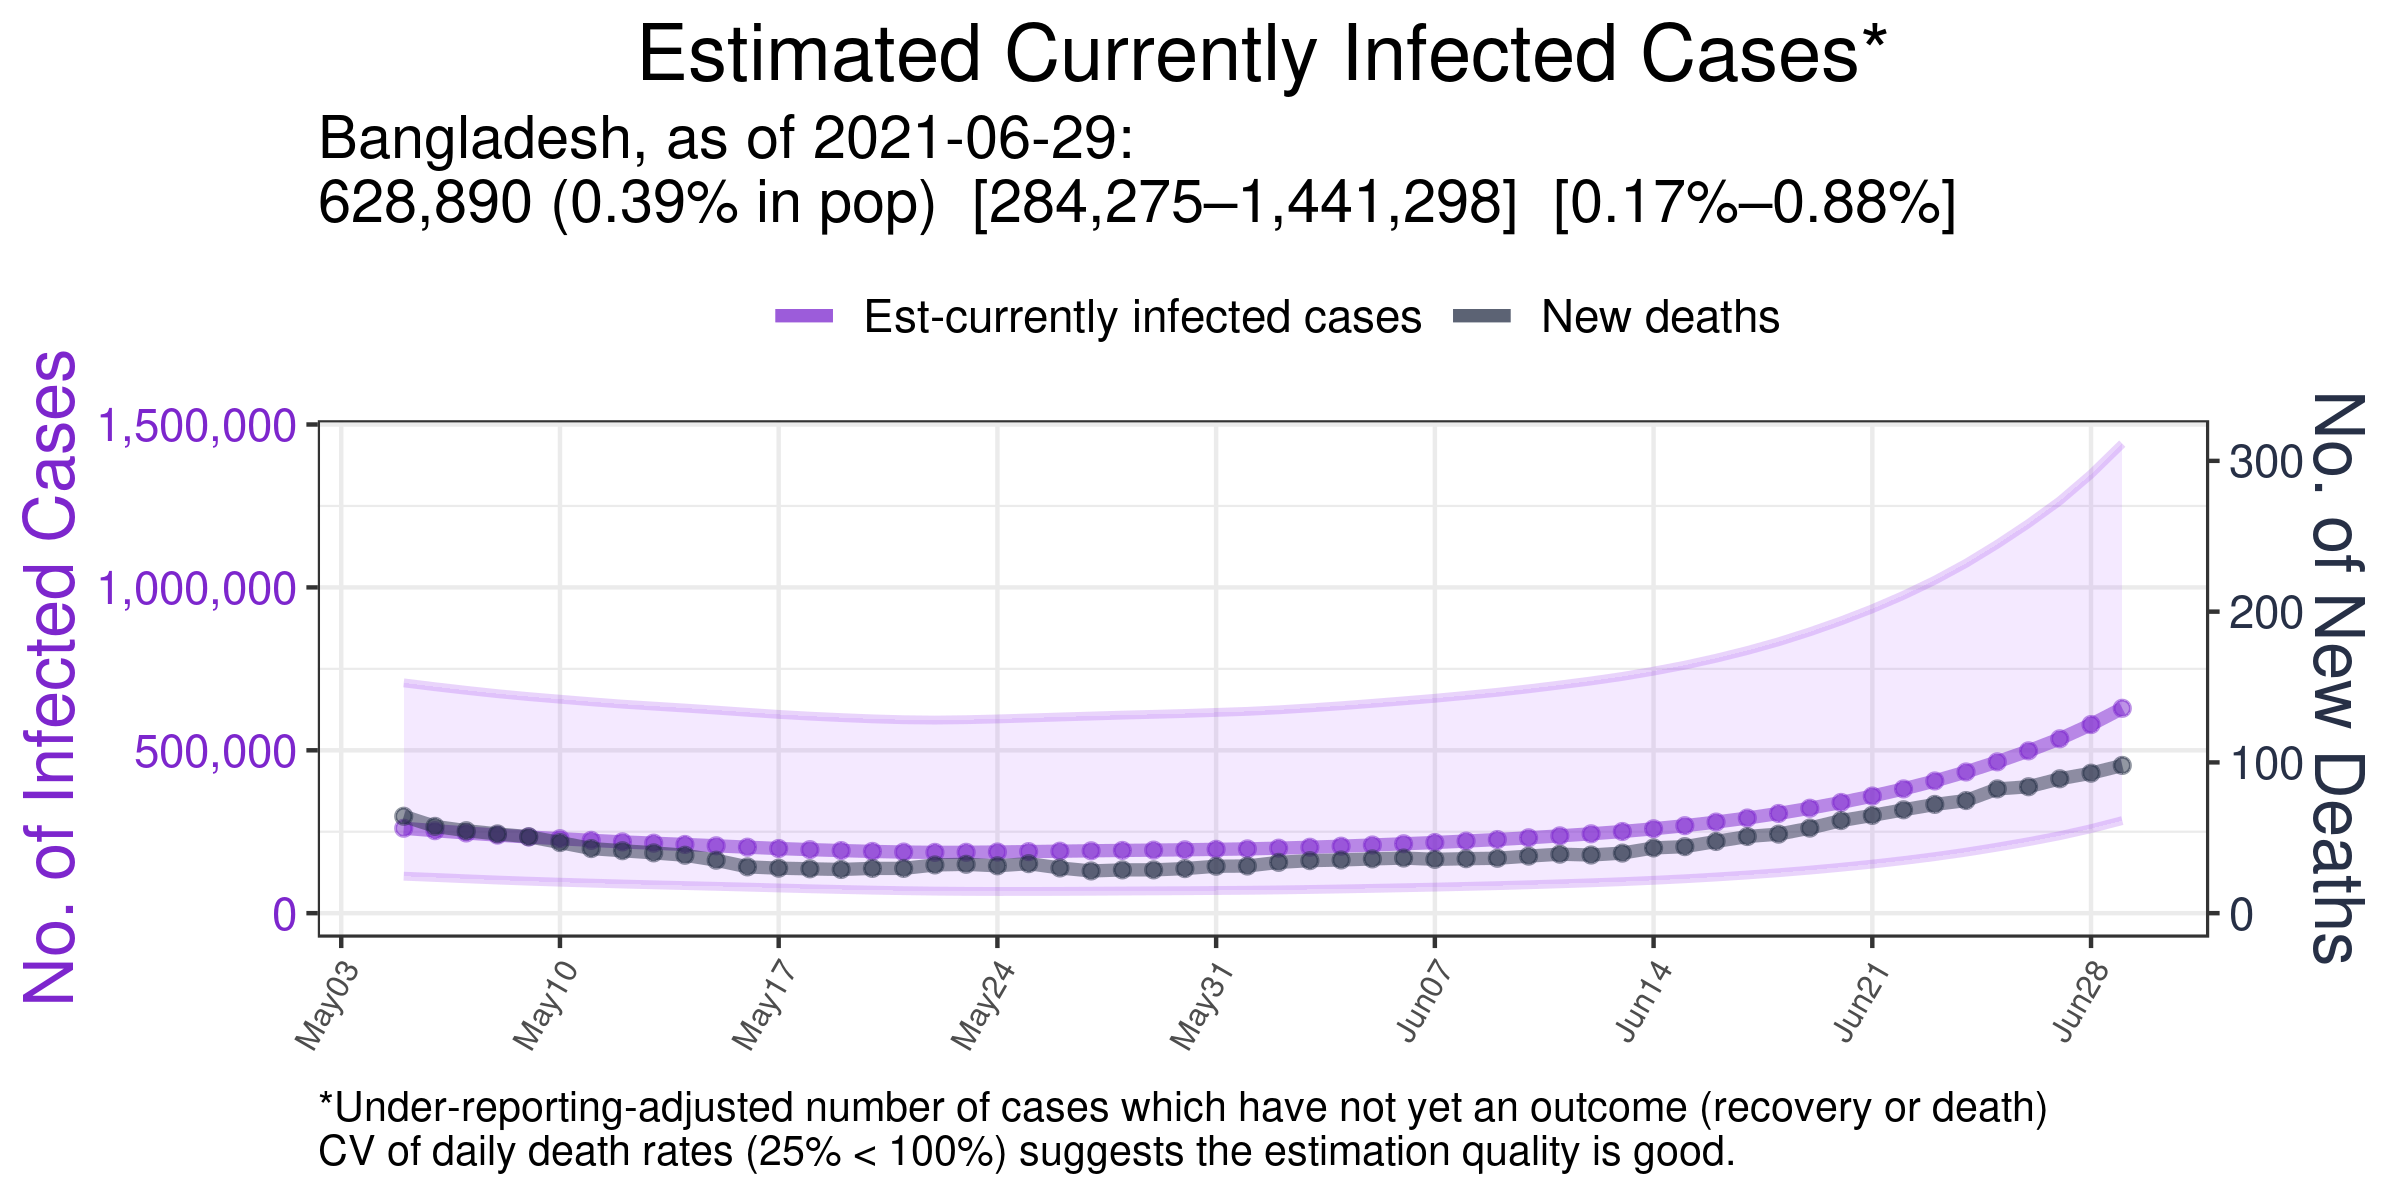 Estimated Currently Infected Cases*
Bangladesh, as of 2021-06-29:
628,890 (0.39% in pop)  [284,275–1,441,298]  [0.17%–0.88%]
Est-currently infected cases
New deaths
No. of Infected Cases
1,500,000
1,000,000
500,000
0
300
200
100
0
No. of New Deaths
May03
May10
May17
May24
May31
Jun07
Jun14
Jun21
Jun28
*Under-reporting-adjusted number of cases which have not yet an outcome (recovery or death)
CV of daily death rates (25% < 100%) suggests the estimation quality is good.